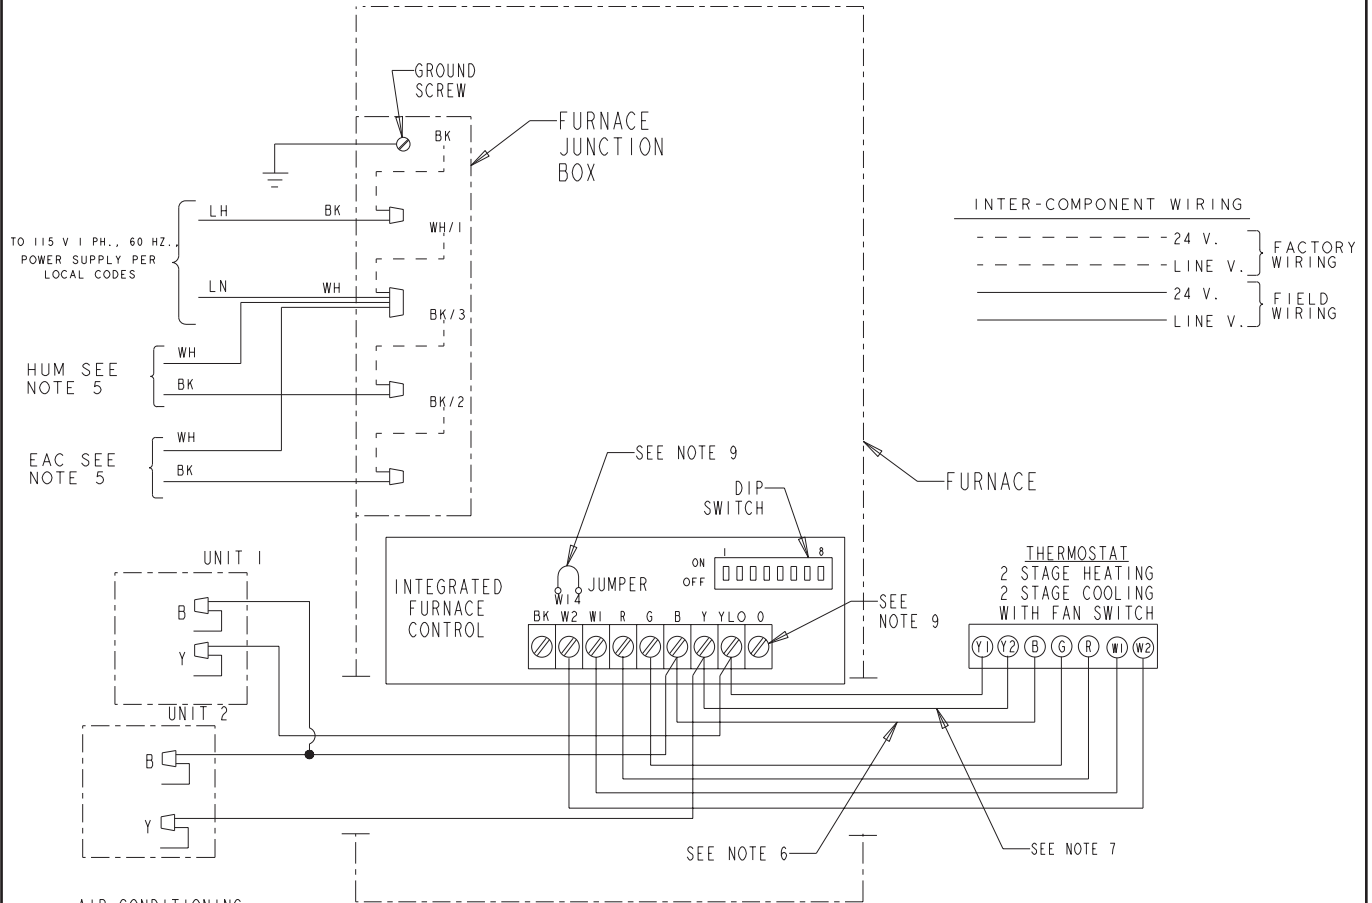 GROUND
SCREW
BK
FURNACE
JUNCTION
BOX
LH
BK
WH/1
TO 115 V 1 PH., 60 HZ.,
POWER SUPPLY PER
LOCAL CODES
LN
WH
BK/3
HUM SEE
NOTE 5
WH
BK
BK/2
EAC SEE
NOTE 5
WH
BK
INTER-COMPONENT WIRING
24 V.
LINE V.
FACTORY
WIRING
24 V.
LINE V.
FIELD
WIRING
SEE NOTE 9
DIP
SWITCH
FURNACE
UNIT 1
B
Y
UNIT 2
B
Y
INTEGRATED
FURNACE
CONTROL
JUMPER
W14
ON
OFF
1 8
BK W2 W1 R G B Y YLO O
SEE
NOTE 9
THERMOSTAT
2 STAGE HEATING
2 STAGE COOLING
WITH FAN SWITCH
Y1 Y2 B G R W1 W2
SEE NOTE 6
SEE NOTE 7
AIR CONDITIONING